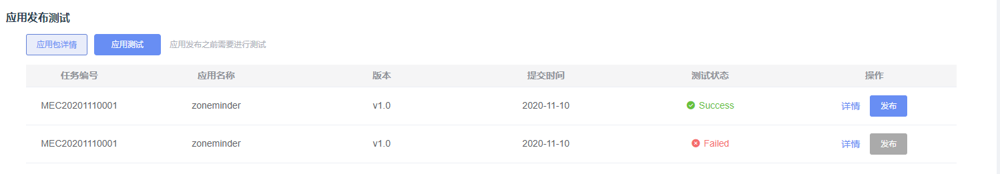 应用发布测试
应用包详情 应用测试 应用发布之前需要进行测试
任务编号 应用名称 版本 提交时间 测试状态 操作
MEC20201110001 zoneminder v1.0 2020-11-10 Success 详情 发布
MEC20201110001 zoneminder v1.0 2020-11-10 Failed 详情 发布